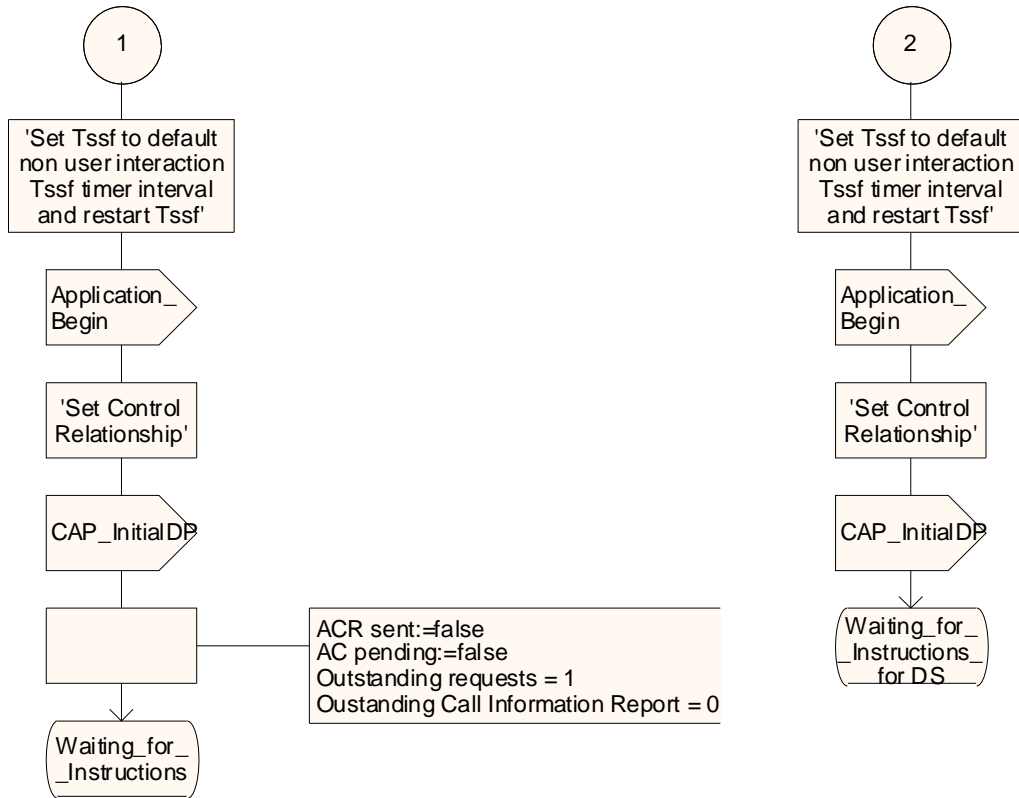 1
'Set Tssf to default
non user interaction
Tssf timer interval
and restart Tssf'
Application_
Begin
'Set Control
Relationship'
CAP_InitialDP
ACR sent:=false
AC pending:=false
Outstanding requests = 1
Oustanding Call Information Report = 0
Waiting_for_
_Instructions
2
'Set Tssf to default
non user interaction
Tssf timer interval
and restart Tssf'
Application_
Begin
'Set Control
Relationship'
CAP_InitialDP
Waiting_for_
_Instructions_
for DS